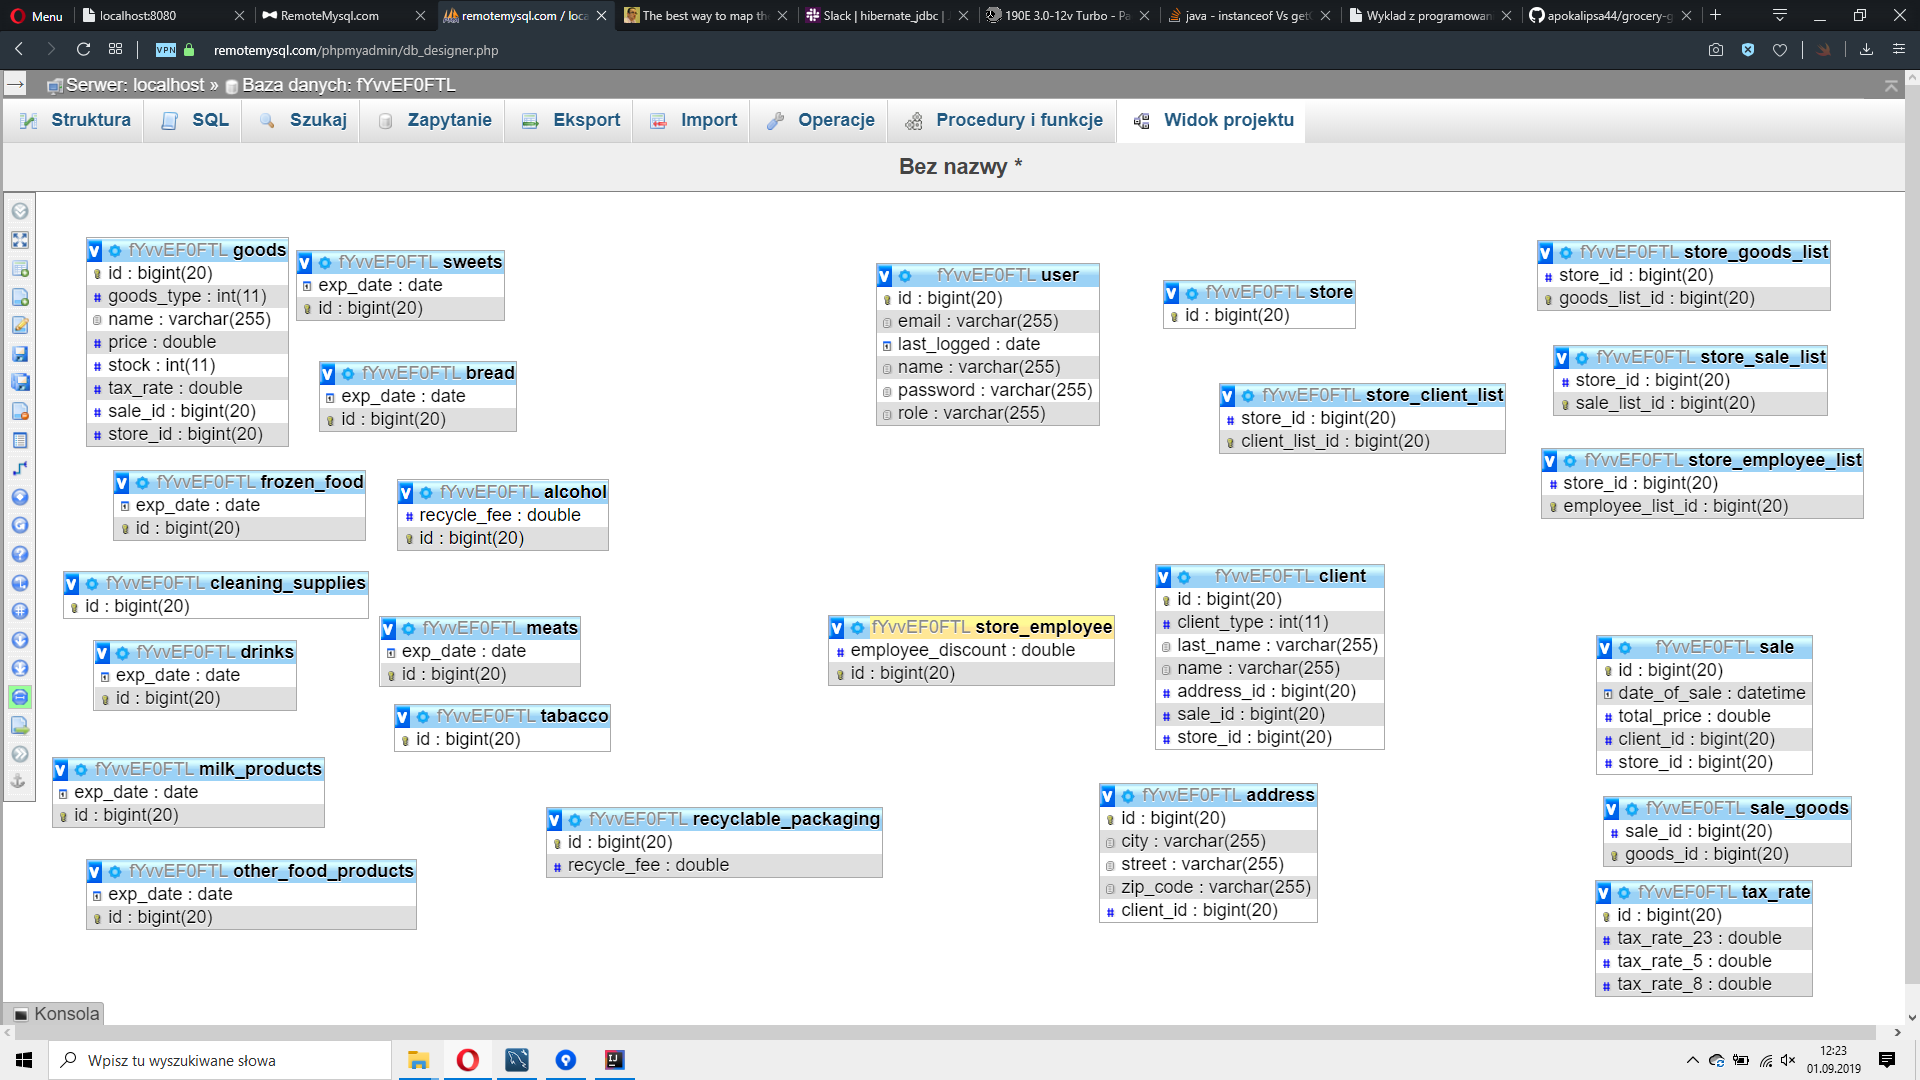 Menu
localhost:8080
RemoteMysql.com
remotemysql.com / loca
The best way to map the
Slack | hibernate_jdbc |
190E 3.0-12v Turbo - Pa
java - instanceof Vs get
Wyklad z programowan
apokalipsa44/grocery-g
VPN
remotemysql.com/phpmyadmin/db_designer.php
Serwer: localhost » Baza danych: fYvvEF0FTL
Struktura
SQL
Szukaj
Zapytanie
Eksport
Import
Operacje
Procedury i funkcje
Widok projektu
Bez nazwy *
v fYvvEF0FTL goods
id : bigint(20)
# goods_type : int(11)
name : varchar(255)
# price : double
# stock : int(11)
# tax_rate : double
# sale_id : bigint(20)
# store_id : bigint(20)
v fYvvEF0FTL sweets
exp_date : date
id : bigint(20)
v fYvvEF0FTL bread
exp_date : date
id : bigint(20)
v fYvvEF0FTL frozen_food
exp_date : date
id : bigint(20)
v fYvvEF0FTL alcohol
# recycle_fee : double
id : bigint(20)
v fYvvEF0FTL cleaning_supplies
id : bigint(20)
v fYvvEF0FTL meats
exp_date : date
id : bigint(20)
v fYvvEF0FTL drinks
exp_date : date
id : bigint(20)
v fYvvEF0FTL tabacco
id : bigint(20)
v fYvvEF0FTL milk_products
exp_date : date
id : bigint(20)
v fYvvEF0FTL other_food_products
exp_date : date
id : bigint(20)
v fYvvEF0FTL recyclable_packaging
id : bigint(20)
# recycle_fee : double
v fYvvEF0FTL user
id : bigint(20)
email : varchar(255)
last_logged : date
name : varchar(255)
password : varchar(255)
role : varchar(255)
v fYvvEF0FTL store
id : bigint(20)
v fYvvEF0FTL store_client_list
# store_id : bigint(20)
client_list_id : bigint(20)
v fYvvEF0FTL store_goods_list
# store_id : bigint(20)
goods_list_id : bigint(20)
v fYvvEF0FTL store_sale_list
# store_id : bigint(20)
sale_list_id : bigint(20)
v fYvvEF0FTL store_employee_list
# store_id : bigint(20)
employee_list_id : bigint(20)
v fYvvEF0FTL store_employee
# employee_discount : double
id : bigint(20)
v fYvvEF0FTL client
id : bigint(20)
# client_type : int(11)
last_name : varchar(255)
name : varchar(255)
# address_id : bigint(20)
# sale_id : bigint(20)
# store_id : bigint(20)
v fYvvEF0FTL address
id : bigint(20)
city : varchar(255)
street : varchar(255)
zip_code : varchar(255)
# client_id : bigint(20)
v fYvvEF0FTL sale
id : bigint(20)
date_of_sale : datetime
# total_price : double
# client_id : bigint(20)
# store_id : bigint(20)
v fYvvEF0FTL sale_goods
# sale_id : bigint(20)
goods_id : bigint(20)
v fYvvEF0FTL tax_rate
id : bigint(20)
# tax_rate_23 : double
# tax_rate_5 : double
# tax_rate_8 : double
Konsola
Wpisz tu wyszukiwane słowa
12:23
01.09.2019